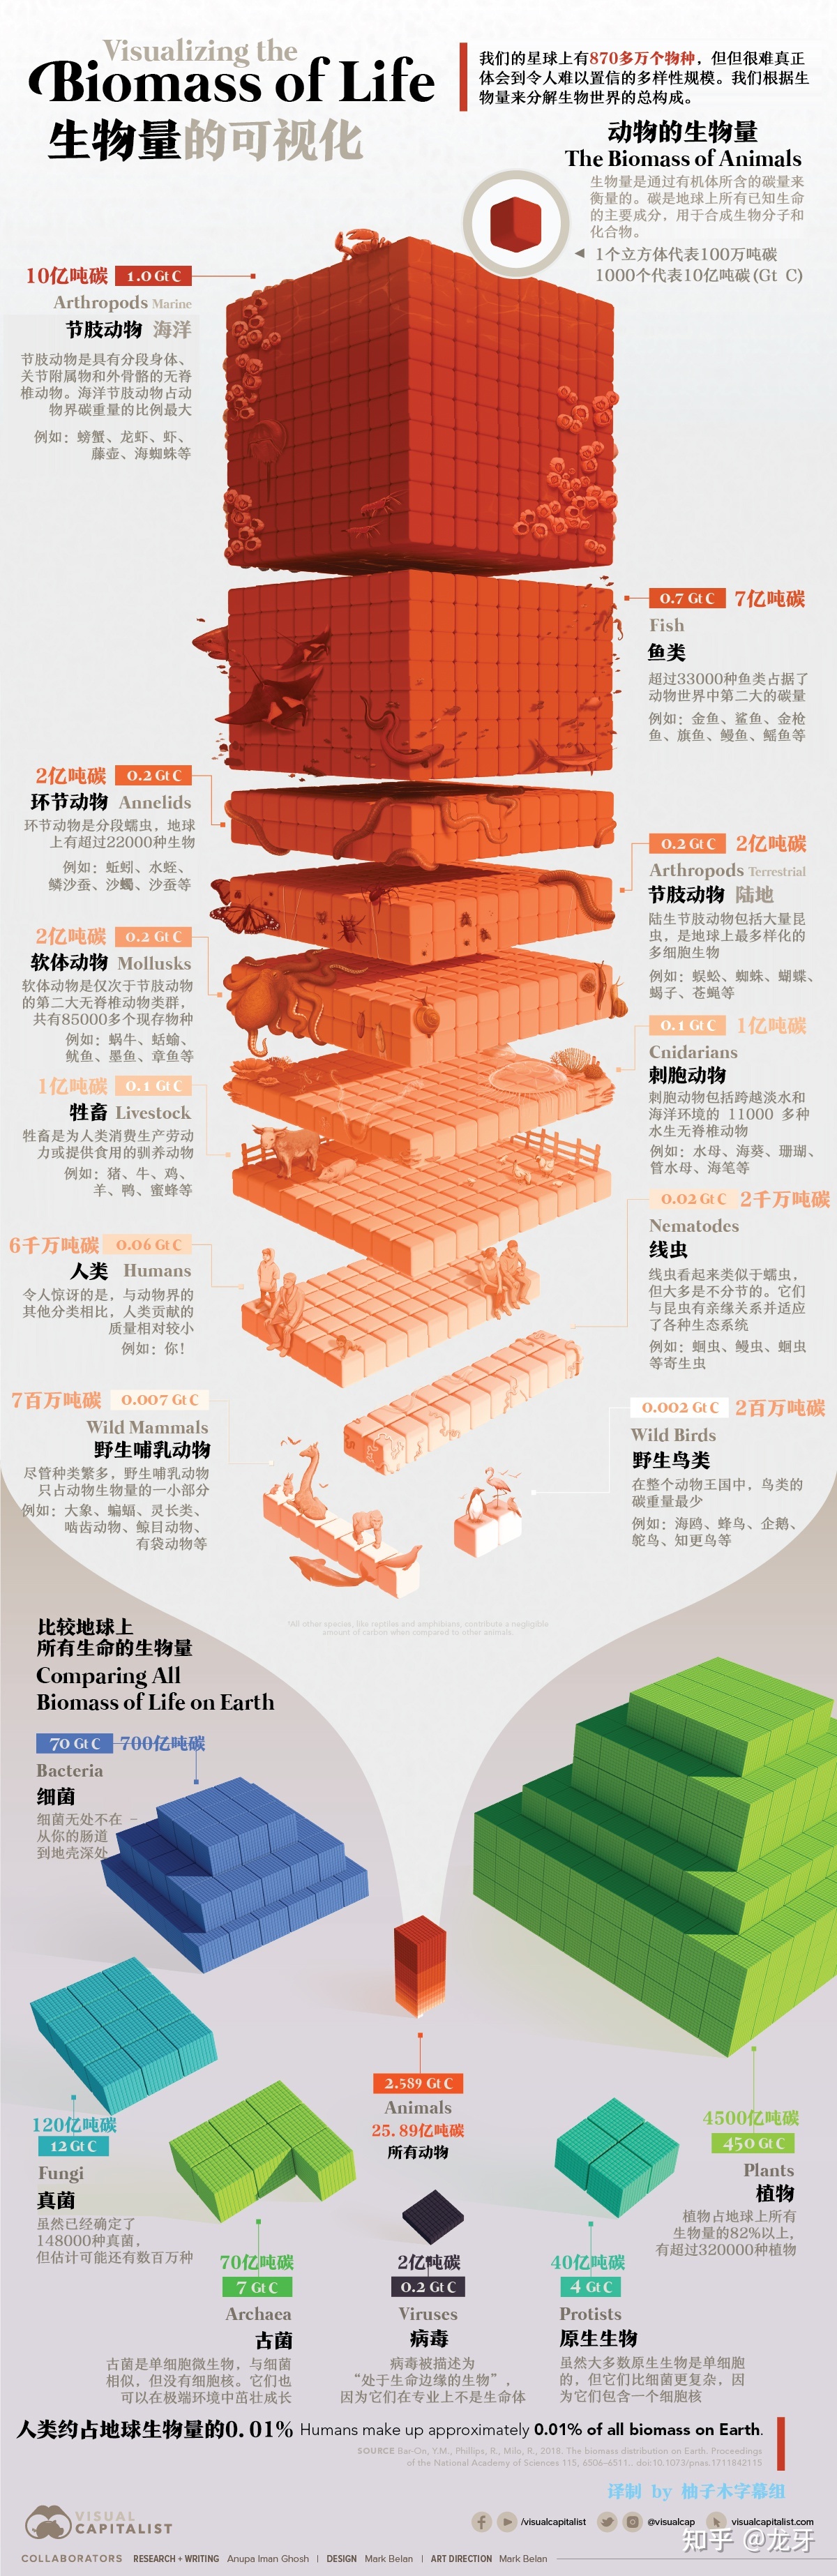 Visualizing the
Biomass of Life
生物量的可视化
我们的星球上有870多万个物种，但但很难真正
体会到令人难以置信的多样性规模。我们根据生
物量来分解生物世界的总构成。
动物的生物量
The Biomass of Animals
生物量是通过有机体所含的碳量来
衡量的。碳是地球上所有已知生命
的主要成分，用于合成生物分子和
化合物。
1个立方体代表100万吨碳
1000个代表10亿吨碳(Gt C)
10亿吨碳 1.0 Gt C
Arthropods Marine
节肢动物 海洋
节肢动物是具有分段身体、
关节附属物和外骨骼的无脊
椎动物。海洋节肢动物占动
物界碳重量的比例最大
例如：螃蟹、龙虾、虾、
藤壶、海蜘蛛等
0.7 Gt C 7亿吨碳
Fish
鱼类
超过33000种鱼类占据了
动物世界中第二大的碳量
例如：金鱼、鲨鱼、金枪
鱼、旗鱼、鳗鱼、鳐鱼等
2亿吨碳 0.2 Gt C
环节动物 Annelids
环节动物是分段蠕虫，地球
上有超过22000种生物
例如：蚯蚓、水蛭、
鳞沙蚕、沙蠋、沙蚕等
0.2 Gt C 2亿吨碳
Arthropods Terrestrial
节肢动物 陆地
陆生节肢动物包括大量昆
虫，是地球上最多样化的
多细胞生物
例如：蜈蚣、蜘蛛、蝴蝶、
蝎子、苍蝇等
2亿吨碳 0.2 Gt C
软体动物 Mollusks
软体动物是仅次于节肢动物
的第二大无脊椎动物类群，
共有85000多个现存物种
例如：蜗牛、蛞蝓、
鱿鱼、墨鱼、章鱼等
0.1 Gt C 1亿吨碳
Cnidarians
刺胞动物
刺胞动物包括跨越淡水和
海洋环境的 11000 多种
水生无脊椎动物
例如：水母、海葵、珊瑚、
管水母、海笔等
1亿吨碳 0.1 Gt C
牲畜 Livestock
牲畜是为人类消费生产劳动
力或提供食用的驯养动物
例如：猪、牛、鸡、
羊、鸭、蜜蜂等
0.02 Gt C 2千万吨碳
Nematodes
线虫
线虫看起来类似于蠕虫，
但大多是不分节的。它们
与昆虫有亲缘关系并适应
了各种生态系统
例如：蛔虫、鳗虫、蛔虫
等寄生虫
6千万吨碳 0.06 Gt C
人类 Humans
令人惊讶的是，与动物界的
其他分类相比，人类贡献的
质量相对较小
例如：你！
7百万吨碳 0.007 Gt C
Wild Mammals
野生哺乳动物
尽管种类繁多，野生哺乳动物
只占动物生物量的一小部分
例如：大象、蝙蝠、灵长类、
啮齿动物、鲸目动物、
有袋动物等
0.002 Gt C 2百万吨碳
Wild Birds
野生鸟类
在整个动物王国中，鸟类的
碳重量最少
例如：海鸥、蜂鸟、企鹅、
鸵鸟、知更鸟等
*All other species, like reptiles and amphibians, contribute a negligible
amount of carbon when compared to other animals.
比较地球上
所有生命的生物量
Comparing All
Biomass of Life on Earth
70 Gt C 700亿吨碳
Bacteria
细菌
细菌无处不在 –
从你的肠道
到地壳深处
120亿吨碳
12 Gt C
Fungi
真菌
虽然已经确定了
148000种真菌，
但估计可能还有数百万种
2.589 Gt C
Animals
25.89亿吨碳
所有动物
4500亿吨碳
450 Gt C
Plants
植物
植物占地球上所有
生物量的82%以上，
有超过320000种植物
70亿吨碳
7 Gt C
Archaea
古菌
古菌是单细胞微生物，与细菌
相似，但没有细胞核。它们也
可以在极端环境中茁壮成长
2亿吨碳
0.2 Gt C
Viruses
病毒
病毒被描述为
“处于生命边缘的生物”，
因为它们在专业上不是生命体
40亿吨碳
4 Gt C
Protists
原生生物
虽然大多数原生生物是单细胞
的，但它们比细菌更复杂，因
为它们包含一个细胞核
人类约占地球生物量的0.01% Humans make up approximately 0.01% of all biomass on Earth.
SOURCE Bar-On, Y.M., Phillips, R., Milo, R., 2018. The biomass distribution on Earth. Proceedings
of the National Academy of Sciences 115, 6506–6511.. doi:10.1073/pnas.1711842115
译制 by 柚子木字幕组
VISUAL
CAPITALIST
/visualcapitalist @visualcap visualcapitalist.com
知乎 @龙牙
COLLABORATORS RESEARCH + WRITING Anupa Iman Ghosh | DESIGN Mark Belan | ART DIRECTION Mark Belan